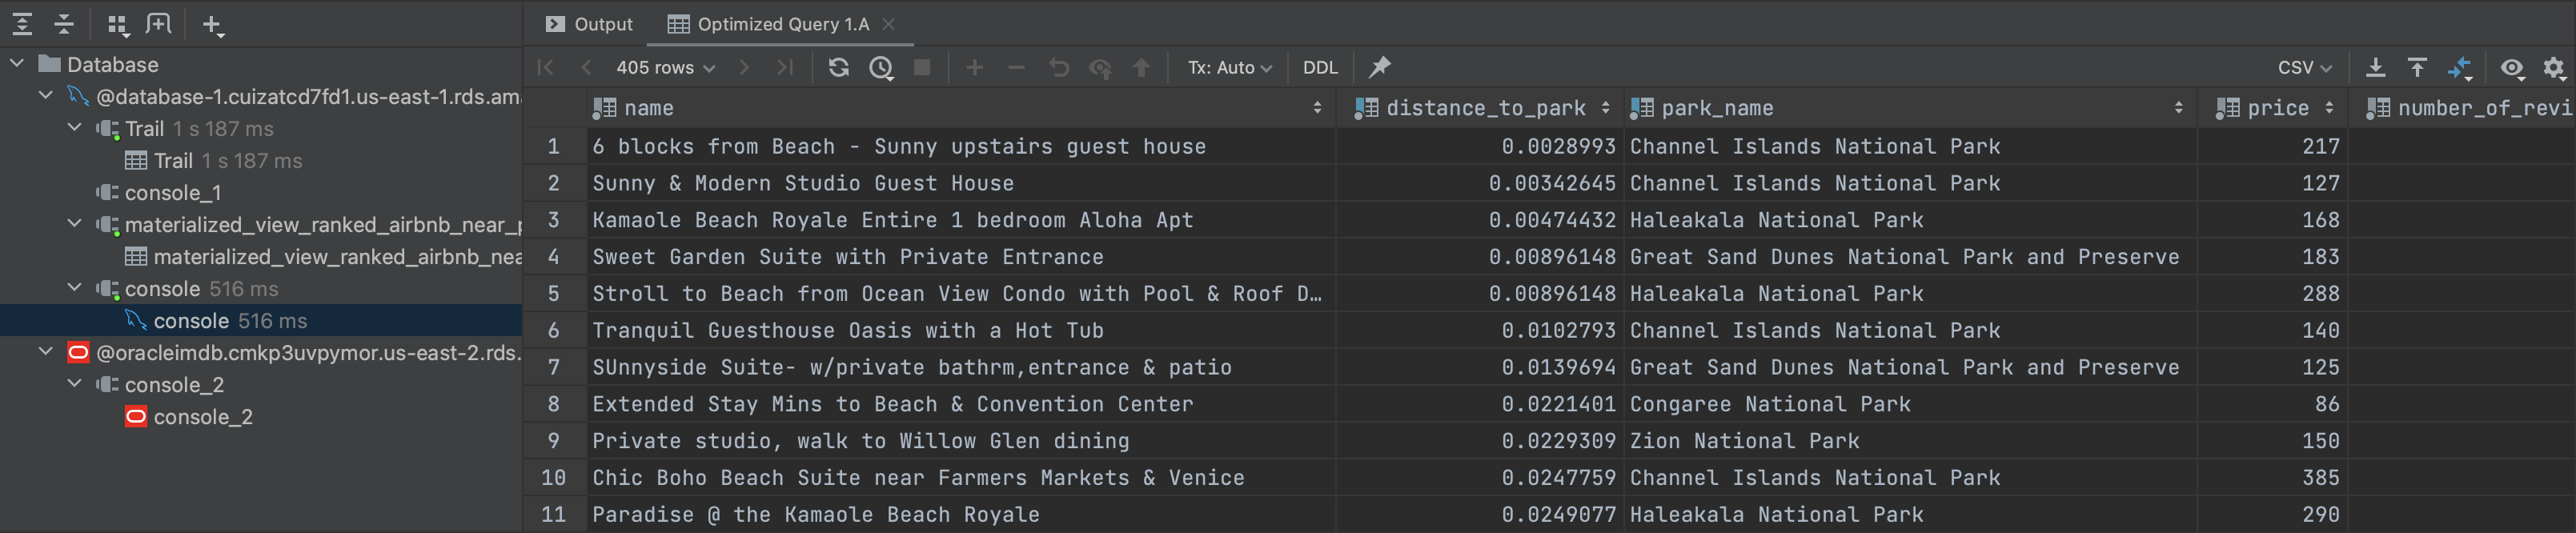 Output Optimized Query 1.A
405 rows Tx: Auto DDL CSV
Database
@database-1.cuizatcd7fd1.us-east-1.rds.ama
Trail 1 s 187 ms
Trail 1 s 187 ms
console_1
materialized_view_ranked_airbnb_near_p
materialized_view_ranked_airbnb_nea
console 516 ms
console 516 ms
@oracleimdb.cmkp3uvpymor.us-east-2.rds.
console_2
console_2
name distance_to_park park_name price number_of_revi
1 6 blocks from Beach - Sunny upstairs guest house 0.0028993 Channel Islands National Park 217
2 Sunny & Modern Studio Guest House 0.00342645 Channel Islands National Park 127
3 Kamaole Beach Royale Entire 1 bedroom Aloha Apt 0.00474432 Haleakala National Park 168
4 Sweet Garden Suite with Private Entrance 0.00896148 Great Sand Dunes National Park and Preserve 183
5 Stroll to Beach from Ocean View Condo with Pool & Roof D… 0.00896148 Haleakala National Park 288
6 Tranquil Guesthouse Oasis with a Hot Tub 0.0102793 Channel Islands National Park 140
7 SUnnyside Suite- w/private bathrm,entrance & patio 0.0139694 Great Sand Dunes National Park and Preserve 125
8 Extended Stay Mins to Beach & Convention Center 0.0221401 Congaree National Park 86
9 Private studio, walk to Willow Glen dining 0.0229309 Zion National Park 150
10 Chic Boho Beach Suite near Farmers Markets & Venice 0.0247759 Channel Islands National Park 385
11 Paradise @ the Kamaole Beach Royale 0.0249077 Haleakala National Park 290